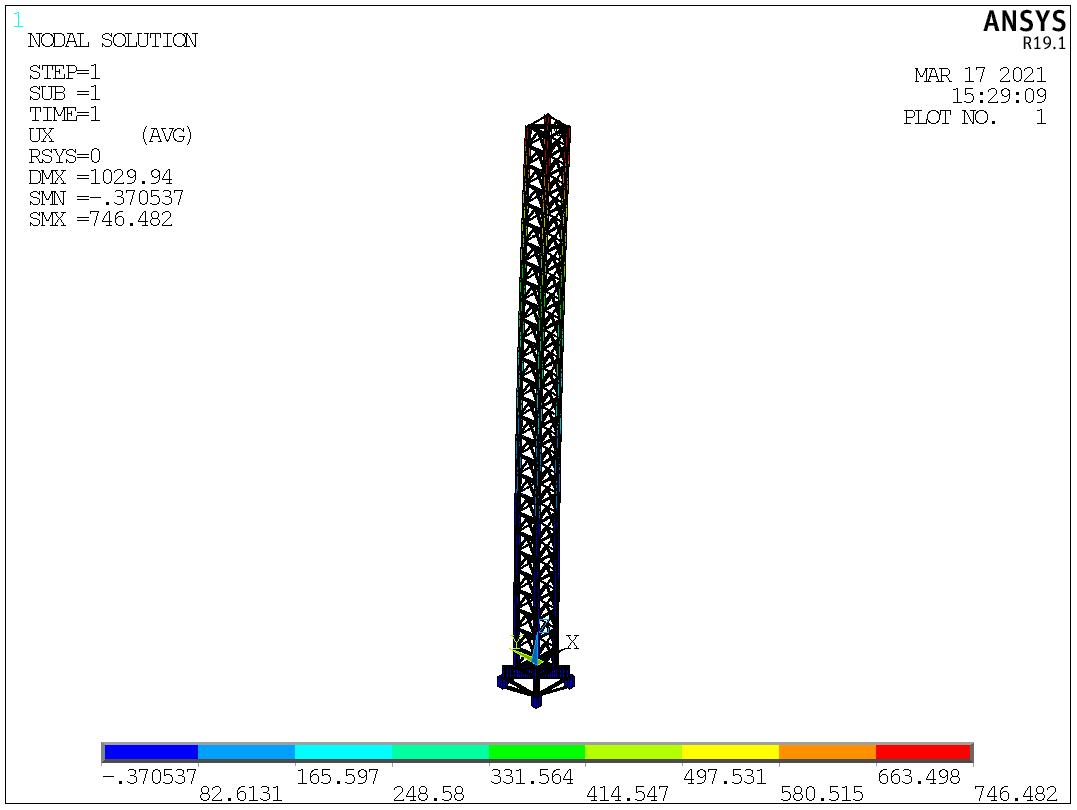 1
NODAL SOLUTION
STEP=1
SUB =1
TIME=1
UX (AVG)
RSYS=0
DMX =1029.94
SMN =-.370537
SMX =746.482
ANSYS
R19.1
MAR 17 2021
15:29:09
PLOT NO. 1
Y X
-.370537 165.597 331.564 497.531 663.498
82.6131 248.58 414.547 580.515 746.482